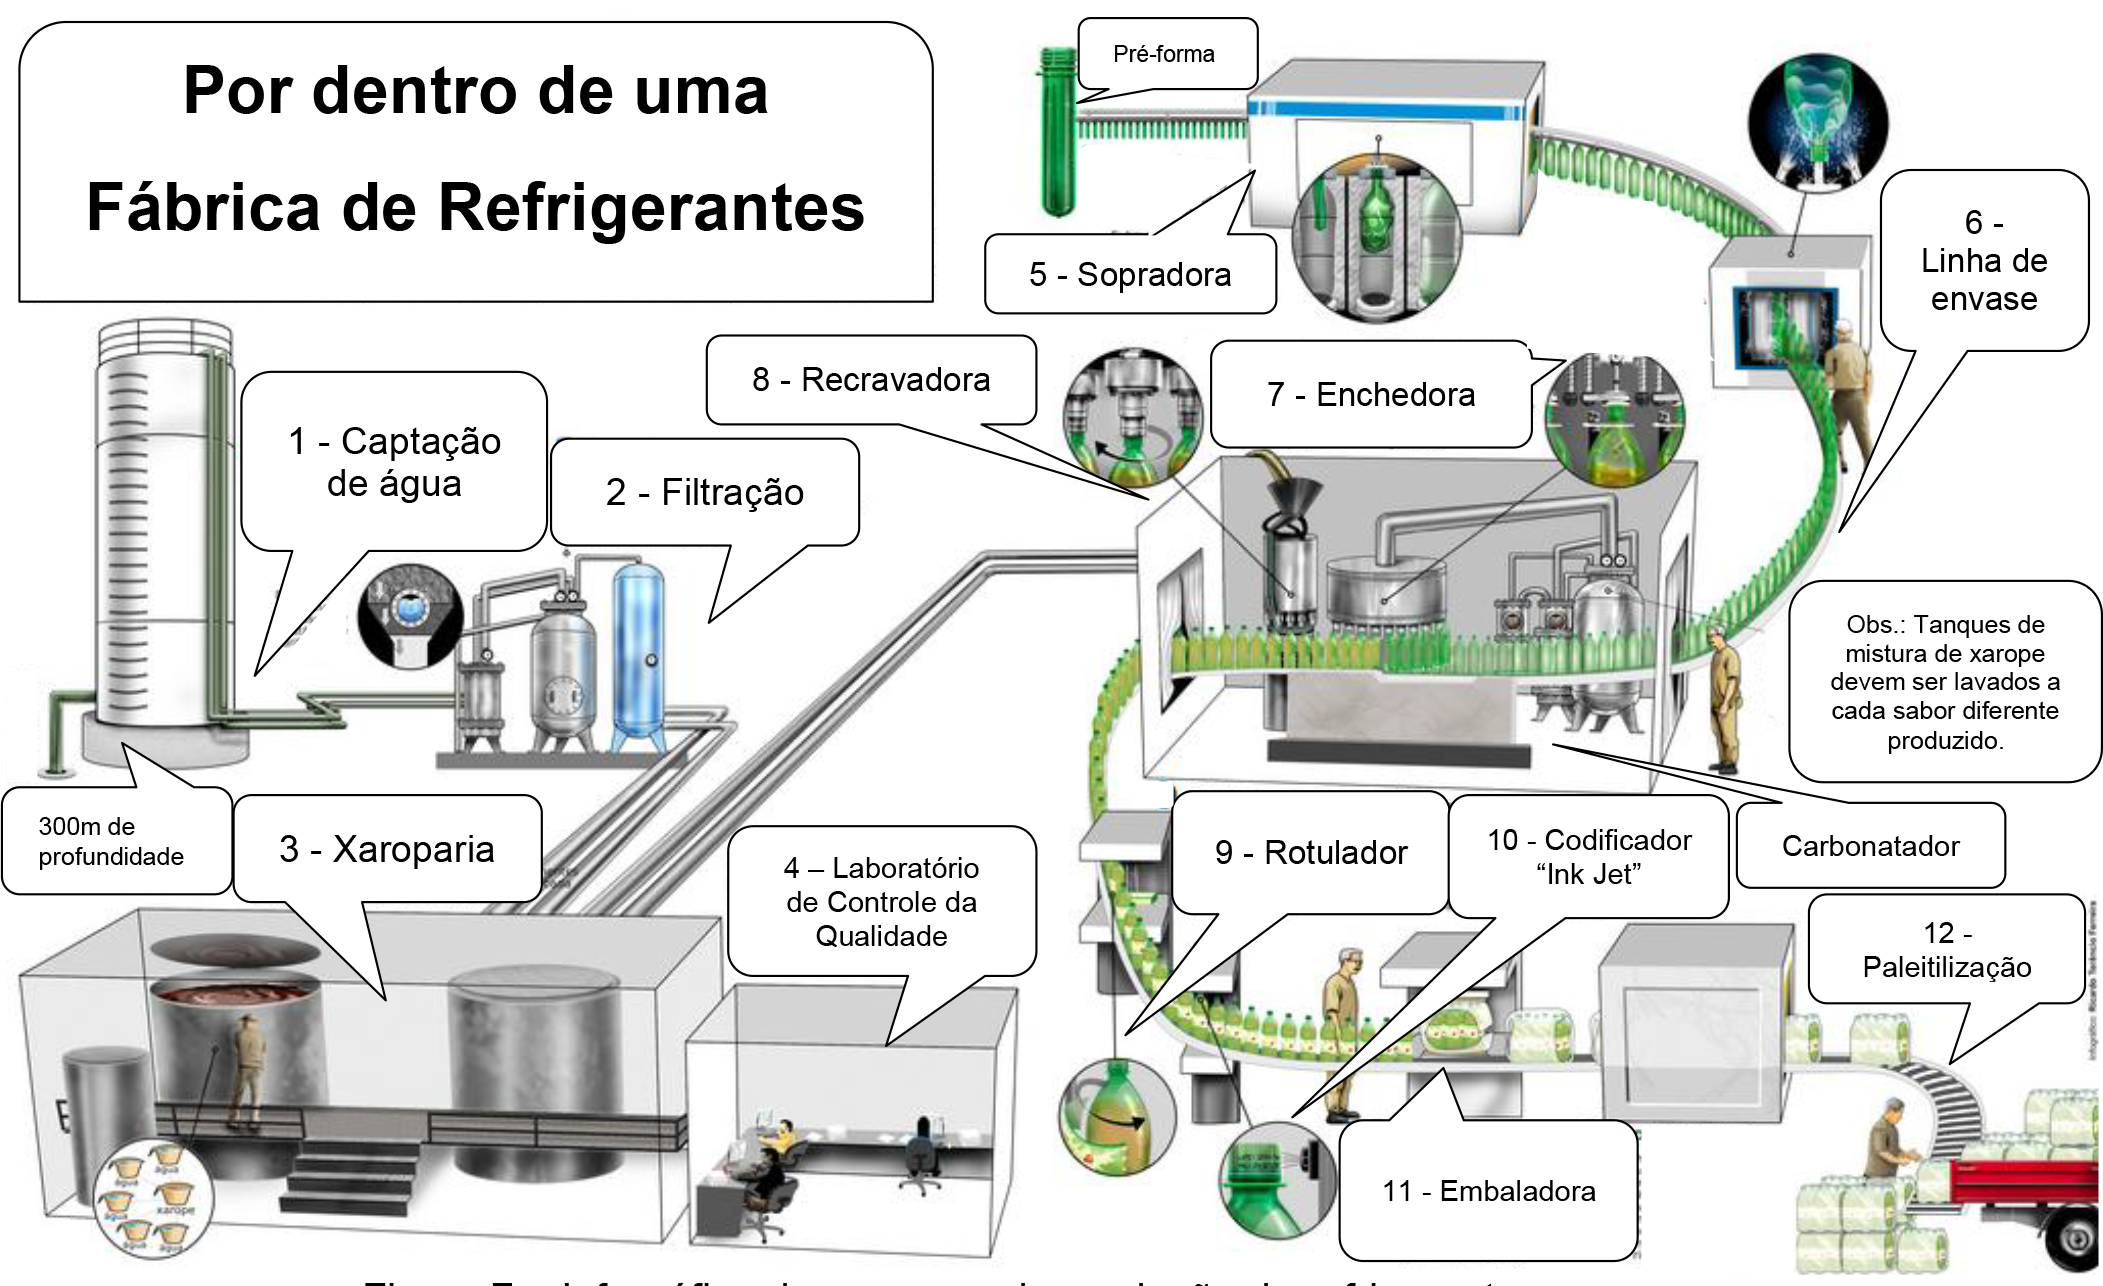 Por dentro de uma
Fábrica de Refrigerantes
Pré-forma
5 - Sopradora
6 -
Linha de
envase
8 - Recravadora
7 - Enchedora
1 - Captação
de água
2 - Filtração
Obs.: Tanques de
mistura de xarope
devem ser lavados a
cada sabor diferente
produzido.
300m de
profundidade
3 - Xaroparia
4 – Laboratório
de Controle da
Qualidade
9 - Rotulador
10 - Codificador
“Ink Jet”
Carbonatador
12 -
Paleitilização
11 - Embaladora
água
água
água
xarope
água
água
Infográfico: Ricardo Terêncio Ferreira